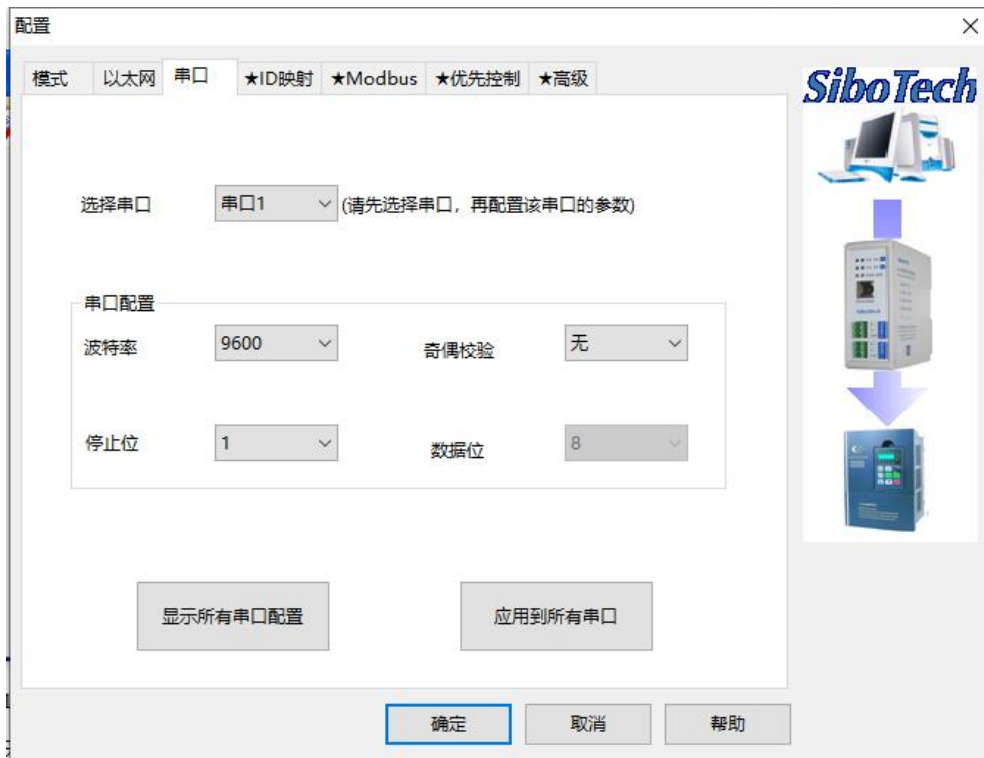 配置
模式 以太网 串口 ★ID映射 ★Modbus ★优先控制 ★高级
SiboTech
选择串口 串口1 (请先选择串口，再配置该串口的参数)
串口配置
波特率 9600 奇偶校验 无
停止位 1 数据位 8
显示所有串口配置 应用到所有串口
确定 取消 帮助